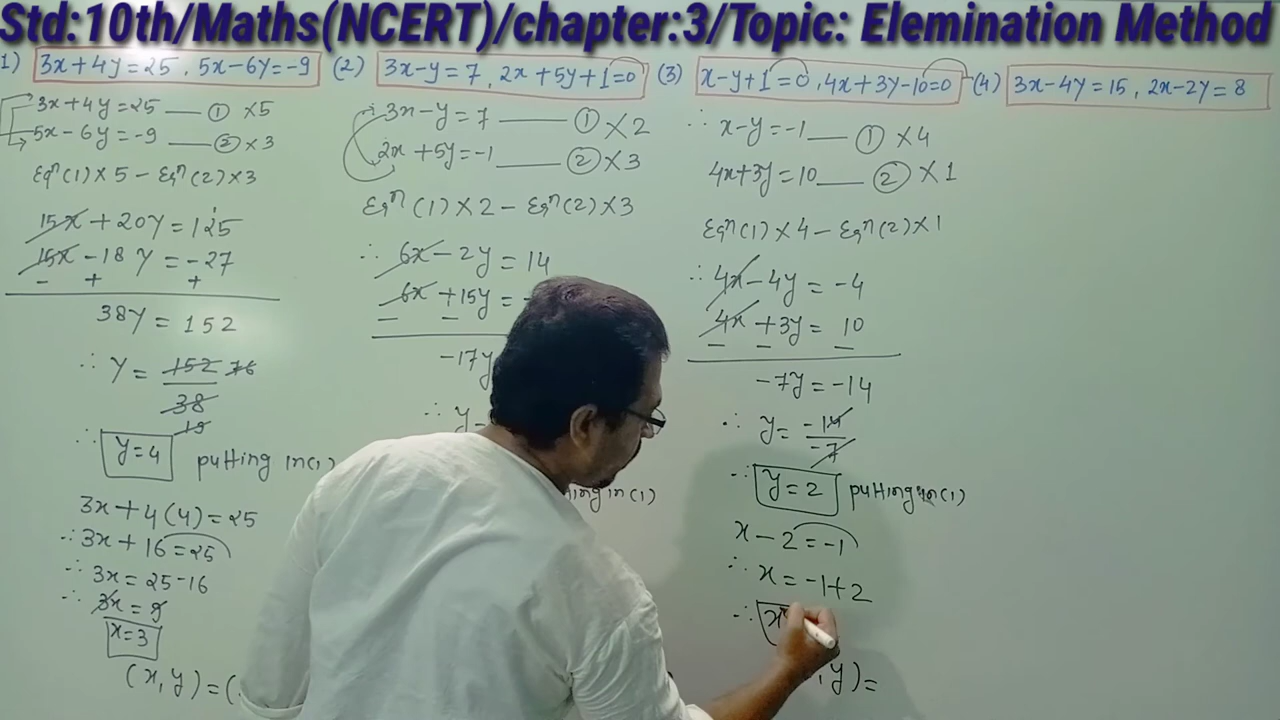 Std:10th/Maths(NCERT)/chapter:3/Topic: Elemination Method
1) 3x+4y=25, 5x-6y=-9
3x+4y=25 — ① ×5
5x-6y=-9 — ② ×3
Eqⁿ(1)×5 - Eqⁿ(2)×3
15x+20y=125
15x-18y=-27
- + +
38y=152
∴ y = 152 76
38
19
∴ y=4 putting in(1)
3x+4(4)=25
∴ 3x+16=25
∴ 3x=25-16
∴ 3x=9
x=3
(x,y)=(
(2) 3x-y=7, 2x+5y+1=0
∴ 3x-y=7 — ① ×2
2x+5y=-1 — ② ×3
Eqⁿ(1)×2 - Eqⁿ(2)×3
∴ 6x-2y=14
6x+15y=
- -
-17y
∴ y=
in(1)
(3) x-y+1=0, 4x+3y-10=0
∴ x-y=-1 — ① ×4
4x+3y=10 — ② ×1
Eqⁿ(1)×4 - Eqⁿ(2)×1
∴ 4x-4y=-4
4x+3y=10
- - -
-7y=-14
∴ y = -14
-7
∴ y=2 putting in(1)
x-2=-1
∴ x=-1+2
∴ x
,y)=
(4) 3x-4y=15, 2x-2y=8